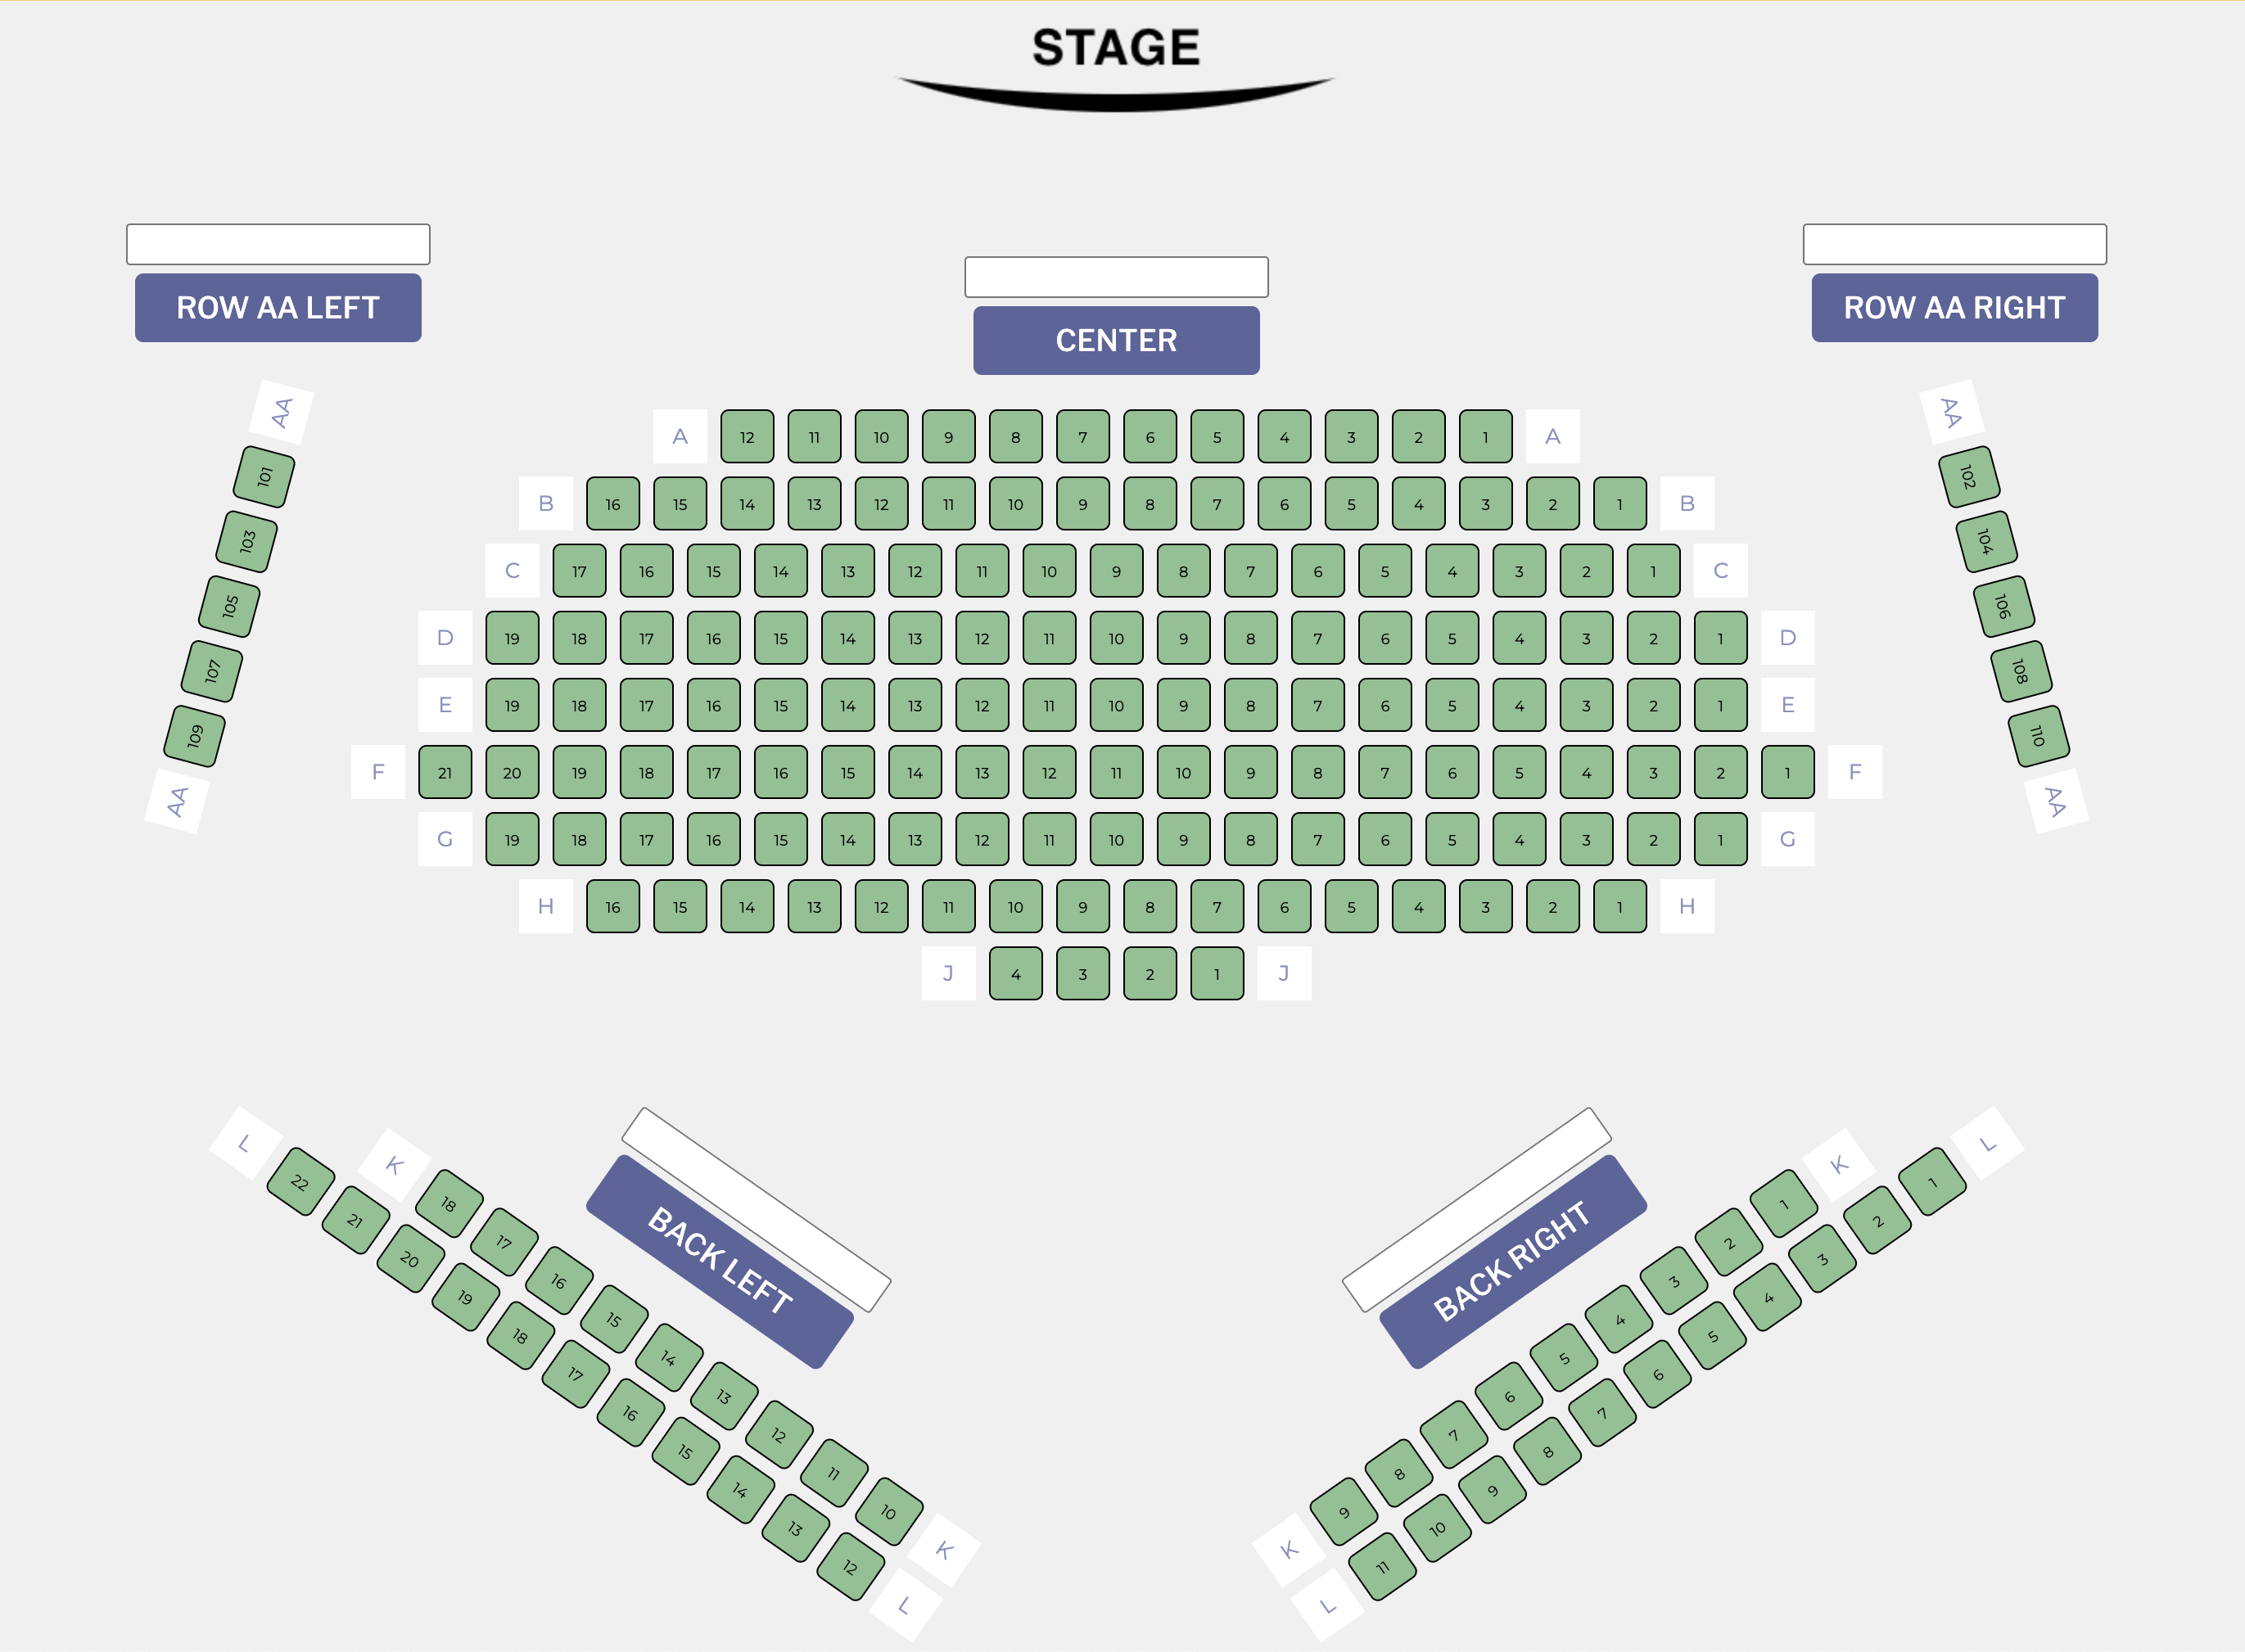 STAGE
ROW AA LEFT
CENTER
ROW AA RIGHT
AA
101
103
105
107
109
AA
A 12 11 10 9 8 7 6 5 4 3 2 1 A
B 16 15 14 13 12 11 10 9 8 7 6 5 4 3 2 1 B
C 17 16 15 14 13 12 11 10 9 8 7 6 5 4 3 2 1 C
D 19 18 17 16 15 14 13 12 11 10 9 8 7 6 5 4 3 2 1 D
E 19 18 17 16 15 14 13 12 11 10 9 8 7 6 5 4 3 2 1 E
F 21 20 19 18 17 16 15 14 13 12 11 10 9 8 7 6 5 4 3 2 1 F
G 19 18 17 16 15 14 13 12 11 10 9 8 7 6 5 4 3 2 1 G
H 16 15 14 13 12 11 10 9 8 7 6 5 4 3 2 1 H
J 4 3 2 1 J
AA
102
104
106
108
110
AA
BACK LEFT
K 18 17 16 15 14 13 12 11 10 K
L 22 21 20 19 18 17 16 15 14 13 12 L
BACK RIGHT
K 9 8 7 6 5 4 3 2 1 K
L 11 10 9 8 7 6 5 4 3 2 1 L